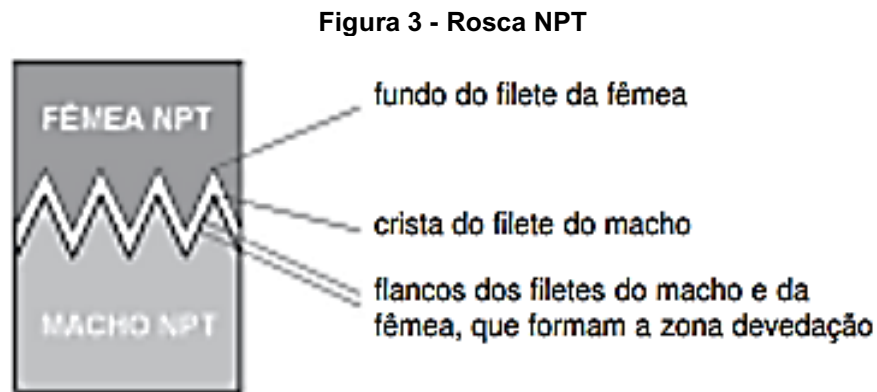 Figura 3 - Rosca NPT
FÊMEA NPT
fundo do filete da fêmea
crista do filete do macho
flancos dos filetes do macho e da
fêmea, que formam a zona devedação
MACHO NPT